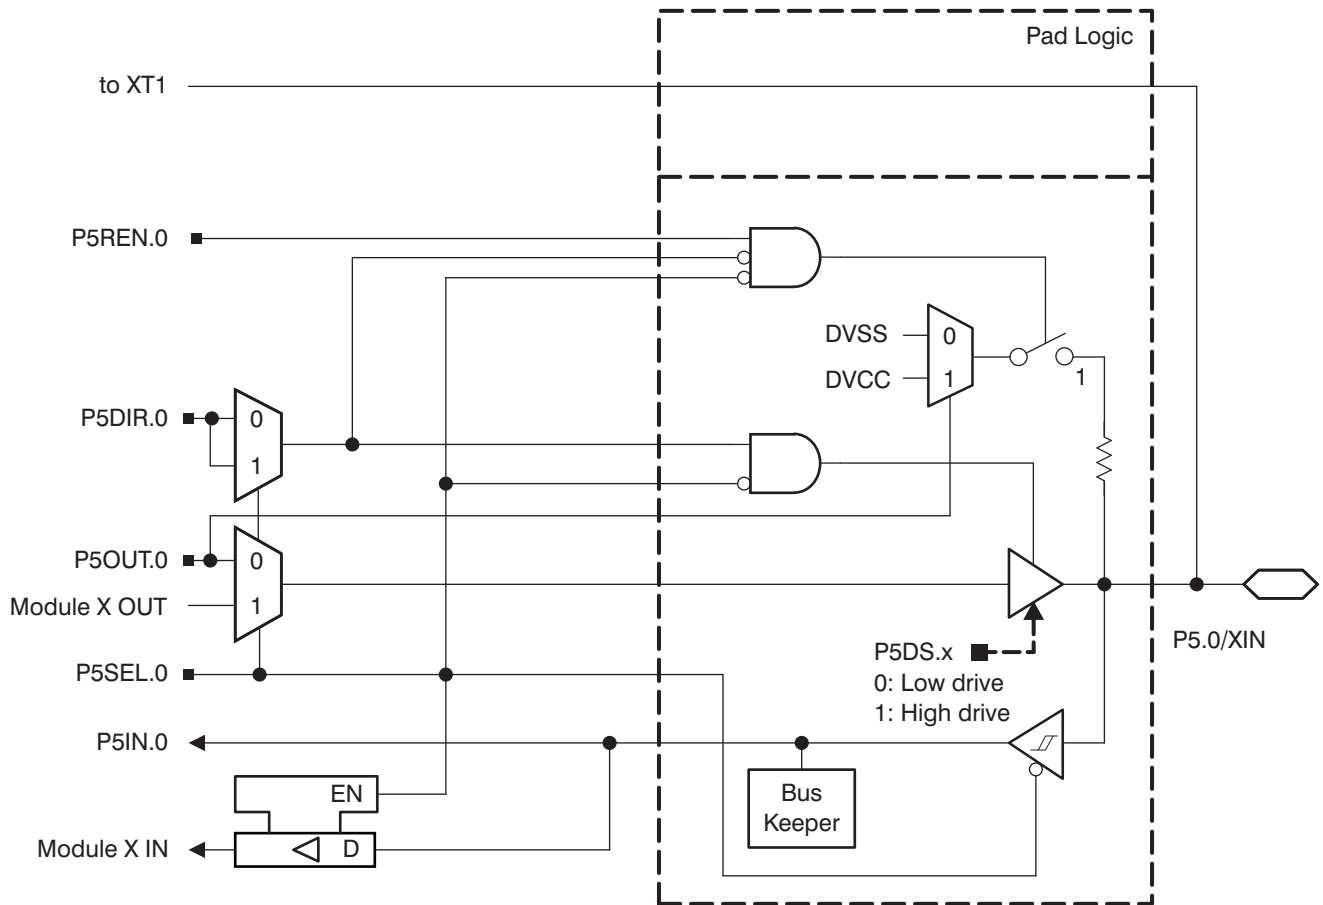 Pad Logic
to XT1
P5REN.0
DVSS
0
DVCC
1
1
P5DIR.0
0
1
P5OUT.0
0
Module X OUT
1
P5SEL.0
P5DS.x
0: Low drive
1: High drive
P5.0/XIN
P5IN.0
EN
Bus
Keeper
Module X IN
D